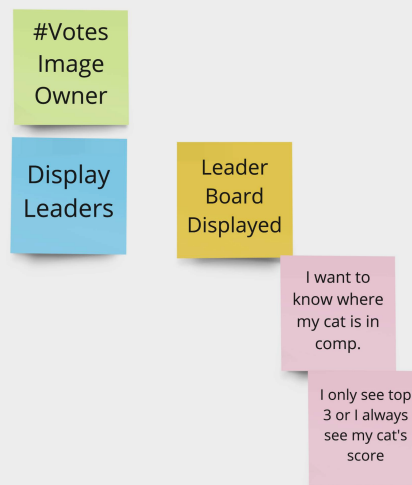 #Votes
Image
Owner
Display
Leaders
Leader
Board
Displayed
I want to
know where
my cat is in
comp.
I only see top
3 or I always
see my cat's
score